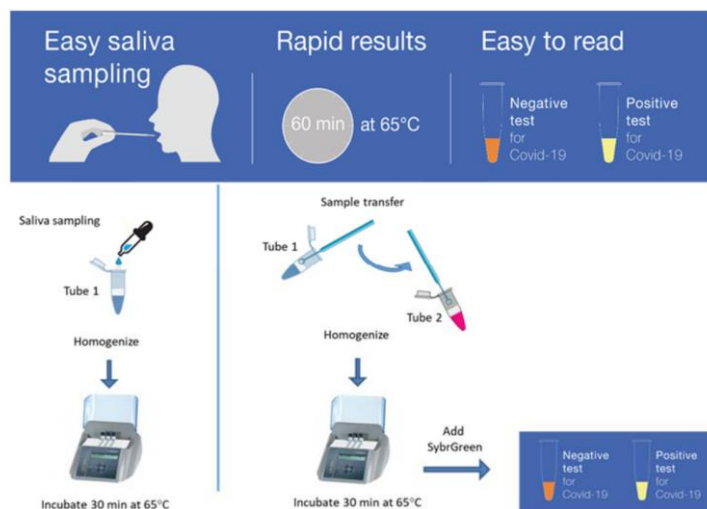 Easy saliva
sampling
Rapid results
60 min at 65°C
Easy to read
Negative
test
for
Covid-19
Positive
test
for
Covid-19
Saliva sampling
Tube 1
Homogenize
Incubate 30 min at 65°C
Sample transfer
Tube 1
Tube 2
Homogenize
Incubate 30 min at 65°C
Add
SybrGreen
Negative
test
for
Covid-19
Positive
test
for
Covid-19